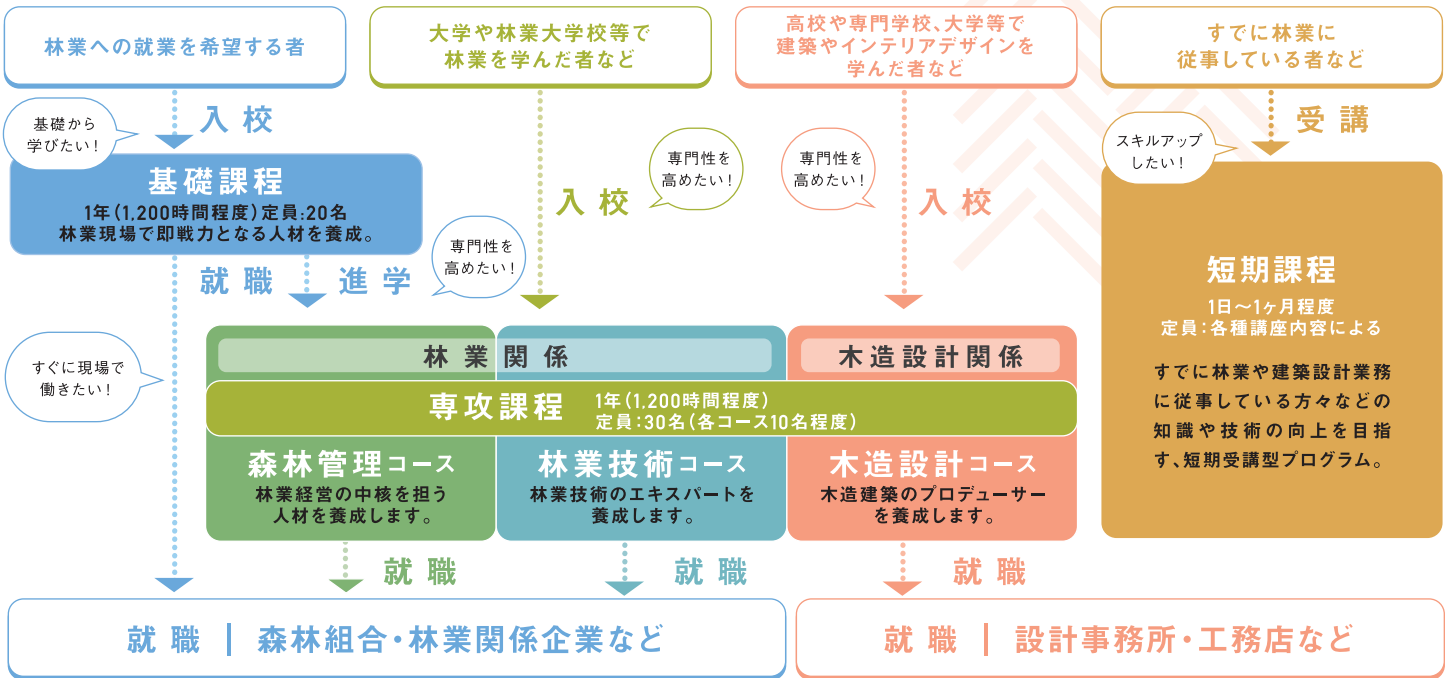 林業への就業を希望する者
大学や林業大学校等で
林業を学んだ者など
高校や専門学校、大学等で
建築やインテリアデザインを
学んだ者など
すでに林業に
従事している者など
基礎から
学びたい！
入校
基礎課程
1年（1,200時間程度）定員:20名
林業現場で即戦力となる人材を養成。
就職
進学
専門性を
高めたい！
入校
専門性を
高めたい！
専門性を
高めたい！
入校
受講
スキルアップ
したい！
短期課程
1日〜1ヶ月程度
定員：各種講座内容による
すでに林業や建築設計業務
に従事している方々などの
知識や技術の向上を目指
す、短期受講型プログラム。
すぐに現場で
働きたい！
林業関係
木造設計関係
専攻課程
1年（1,200時間程度）
定員：30名（各コース10名程度）
森林管理コース
林業経営の中核を担う
人材を養成します。
林業技術コース
林業技術のエキスパートを
養成します。
木造設計コース
木造建築のプロデューサー
を養成します。
就職
就職
就職
就職｜森林組合・林業関係企業など
就職｜設計事務所・工務店など